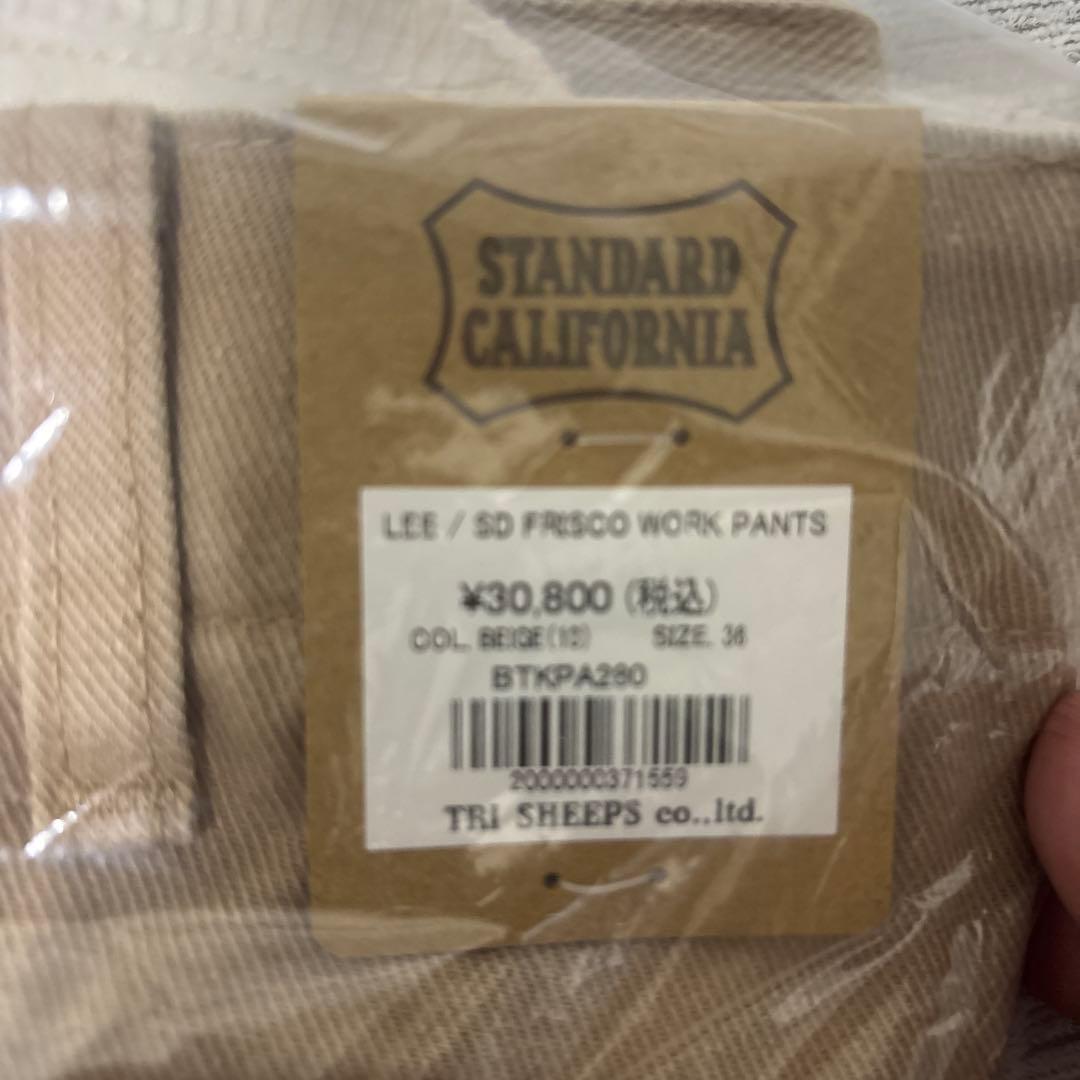 STANDARD
CALIFORNIA
LEE / SD FRISCO WORK PANTS
¥30,800 (税込)
COL. BEIGE(10) SIZE. 36
BTKPA280
2000000371559
TRI SHEEPS co.,ltd.